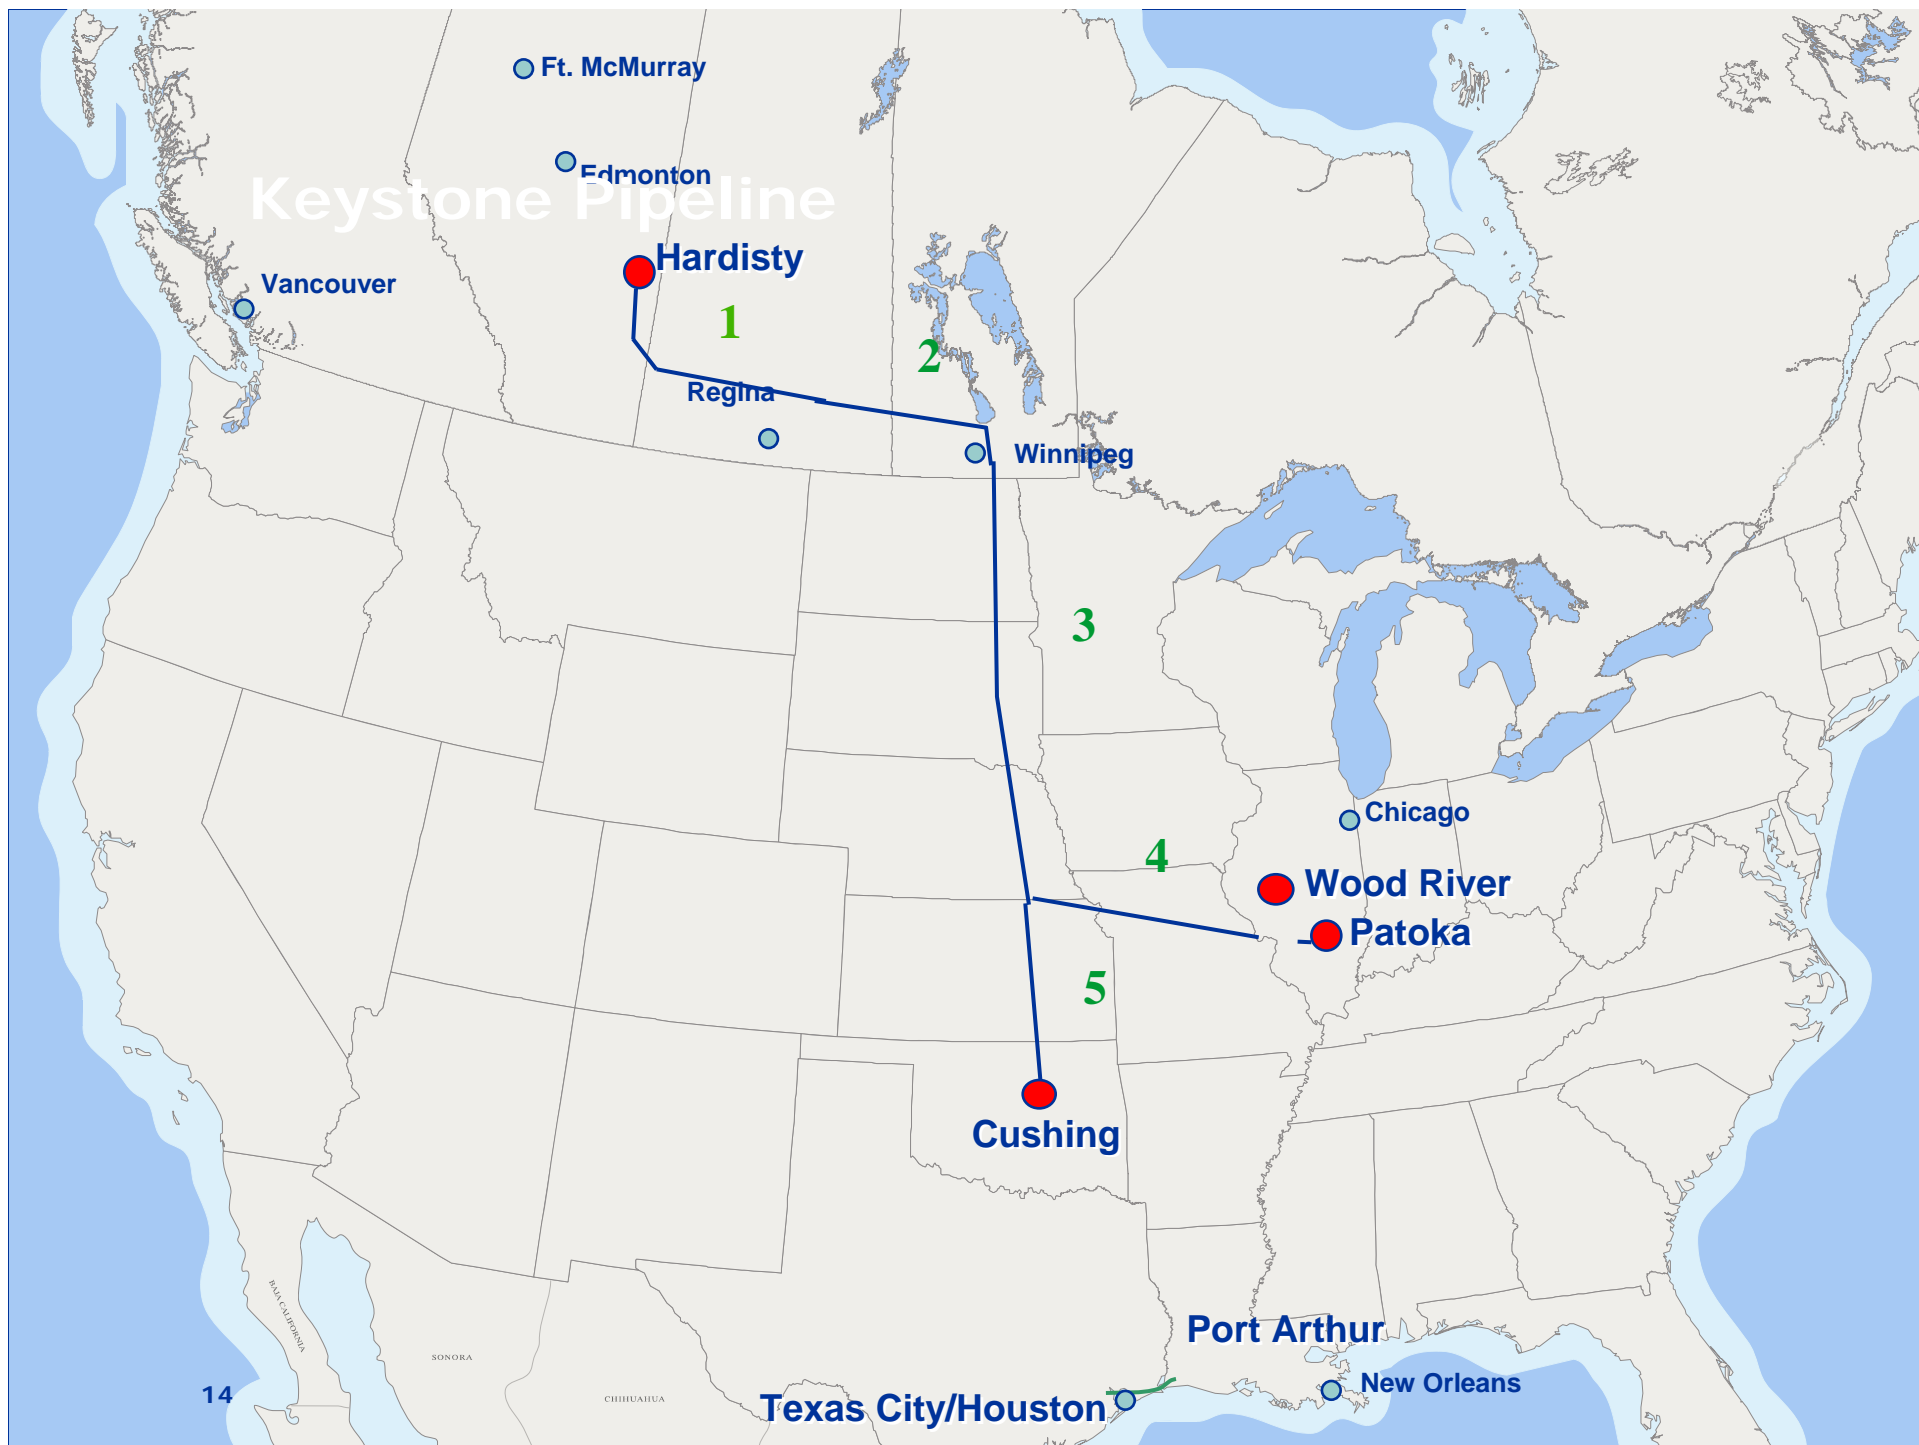 Ft. McMurray
Edmonton
Keystone Pipeline
Hardisty
Vancouver
1
2
Regina
Winnipeg
3
Chicago
4
Wood River
Patoka
5
Cushing
BAJA CALIFORNIA
Port Arthur
SONORA
New Orleans
14
CHIHUAHUA
Texas City/Houston